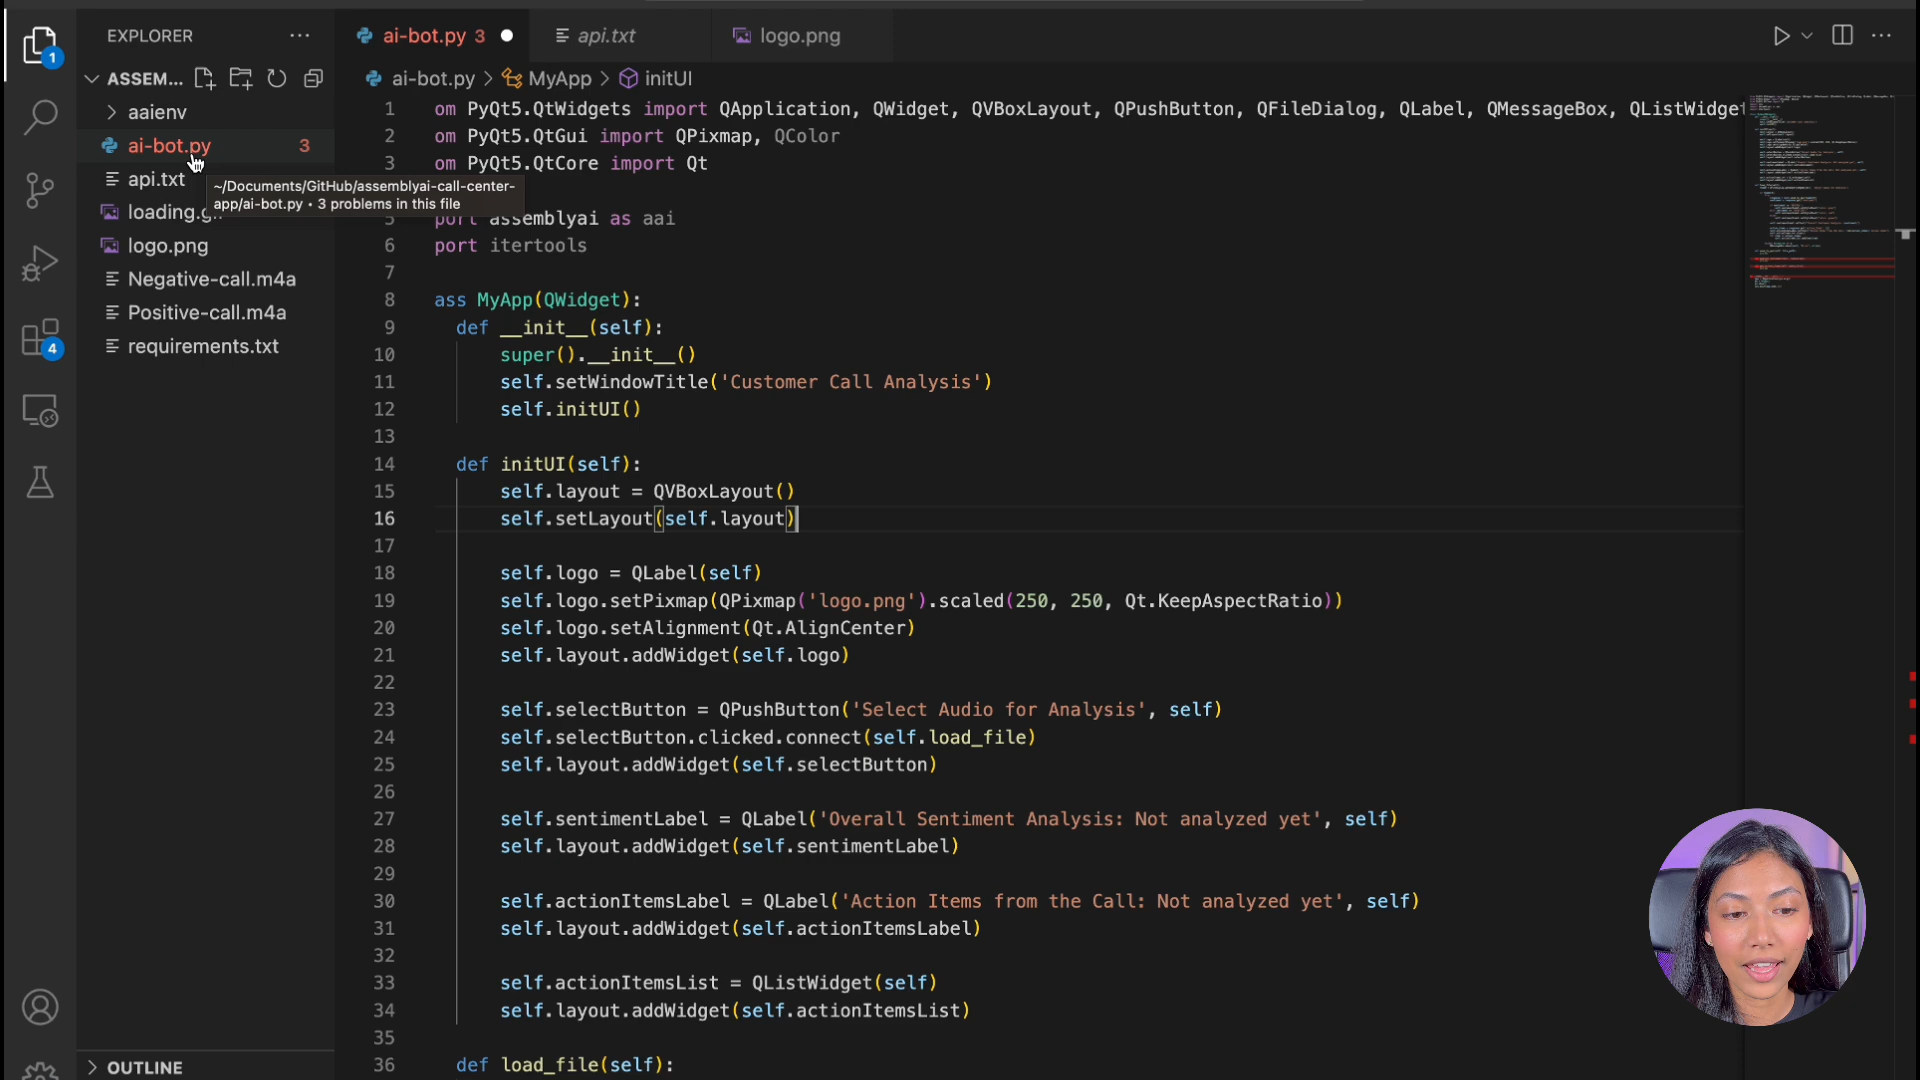 EXPLORER
ai-bot.py 3
api.txt
logo.png
1
ASSEM...
ai-bot.py > MyApp > initUI
aaienv
ai-bot.py 3
api.txt
~/Documents/GitHub/assemblyai-call-center-
app/ai-bot.py • 3 problems in this file
loading.g
logo.png
Negative-call.m4a
Positive-call.m4a
requirements.txt
4
OUTLINE
1 om PyQt5.QtWidgets import QApplication, QWidget, QVBoxLayout, QPushButton, QFileDialog, QLabel, QMessageBox, QListWidget
2 om PyQt5.QtGui import QPixmap, QColor
3 om PyQt5.QtCore import Qt
5 port assemblyai as aai
6 port itertools
7
8 ass MyApp(QWidget):
9 def __init__(self):
10 super().__init__()
11 self.setWindowTitle('Customer Call Analysis')
12 self.initUI()
13
14 def initUI(self):
15 self.layout = QVBoxLayout()
16 self.setLayout(self.layout)
17
18 self.logo = QLabel(self)
19 self.logo.setPixmap(QPixmap('logo.png').scaled(250, 250, Qt.KeepAspectRatio))
20 self.logo.setAlignment(Qt.AlignCenter)
21 self.layout.addWidget(self.logo)
22
23 self.selectButton = QPushButton('Select Audio for Analysis', self)
24 self.selectButton.clicked.connect(self.load_file)
25 self.layout.addWidget(self.selectButton)
26
27 self.sentimentLabel = QLabel('Overall Sentiment Analysis: Not analyzed yet', self)
28 self.layout.addWidget(self.sentimentLabel)
29
30 self.actionItemsLabel = QLabel('Action Items from the Call: Not analyzed yet', self)
31 self.layout.addWidget(self.actionItemsLabel)
32
33 self.actionItemsList = QListWidget(self)
34 self.layout.addWidget(self.actionItemsList)
35
36 def load_file(self):